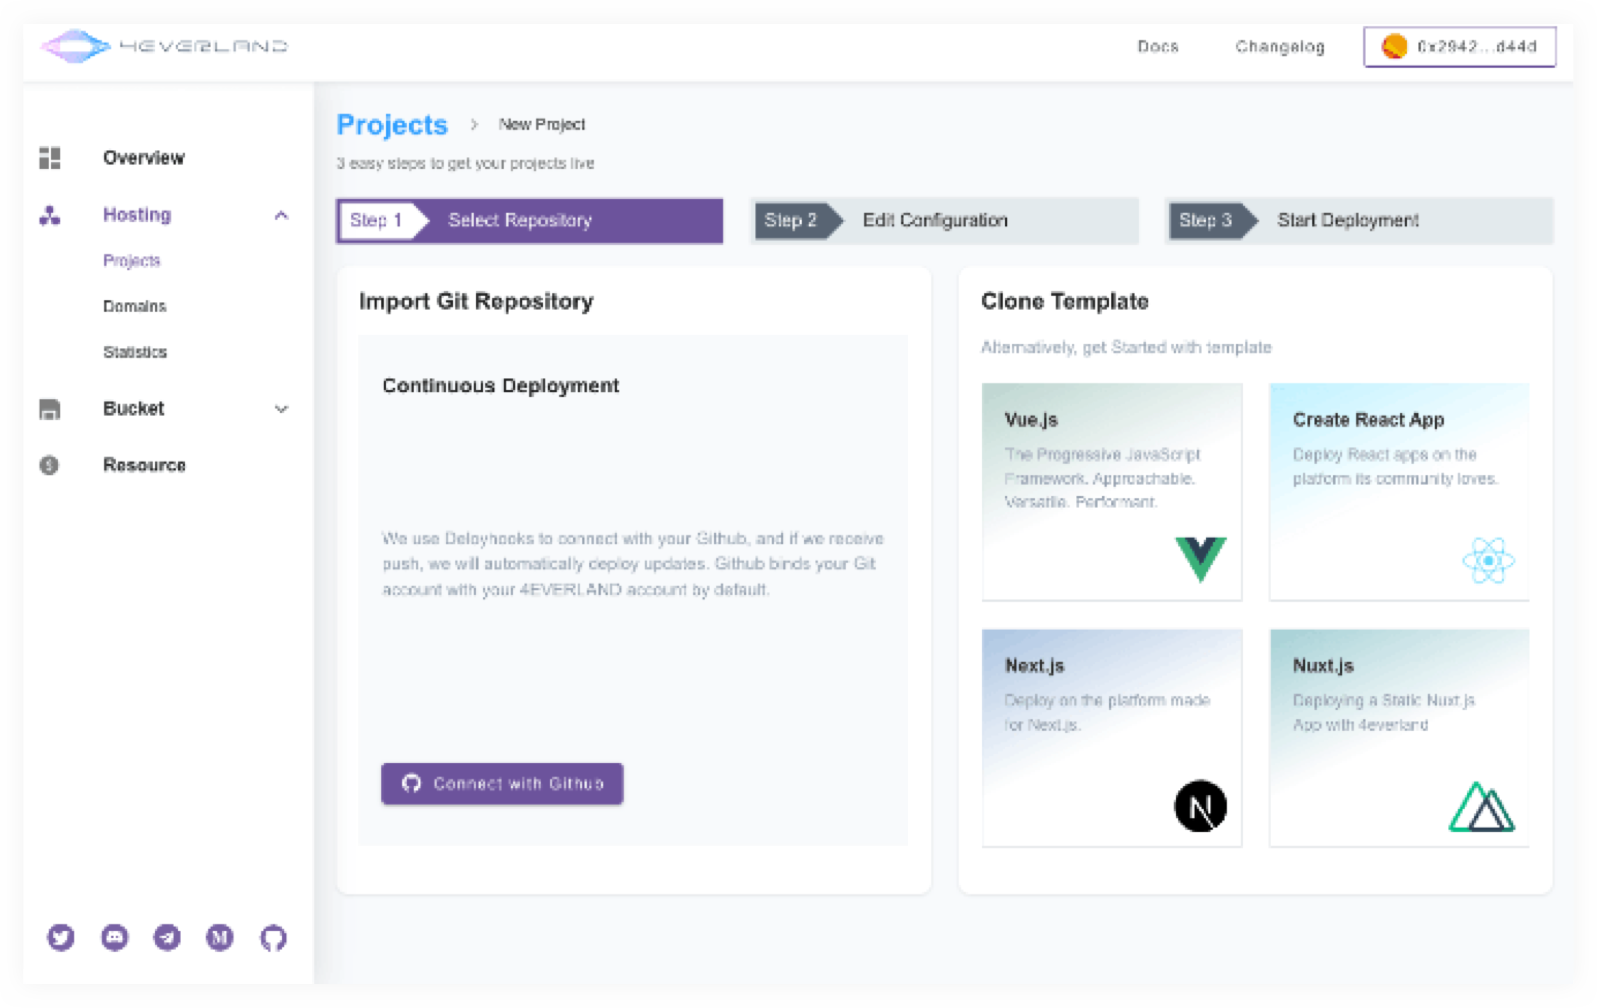 4EVERLAND
Docs
Changelog
0x2942...d44d
Overview
Hosting
Projects
Domains
Statistics
Bucket
Resource
Projects > New Project
3 easy steps to get your projects live
Step 1 Select Repository
Step 2 Edit Configuration
Step 3 Start Deployment
Import Git Repository
Continuous Deployment
We use Deloyhooks to connect with your Github, and if we receive
push, we will automatically deploy updates. Github binds your Git
account with your 4EVERLAND account by default.
Connect with Github
Clone Template
Alternatively, get Started with template
Vue.js
The Progressive JavaScript
Framework. Approachable.
Versatile. Performant.
Create React App
Deploy React apps on the
platform its community loves.
Next.js
Deploy on the platform made
for Next.js.
N
Nuxt.js
Deploying a Static Nuxt.js
App with 4everland
M